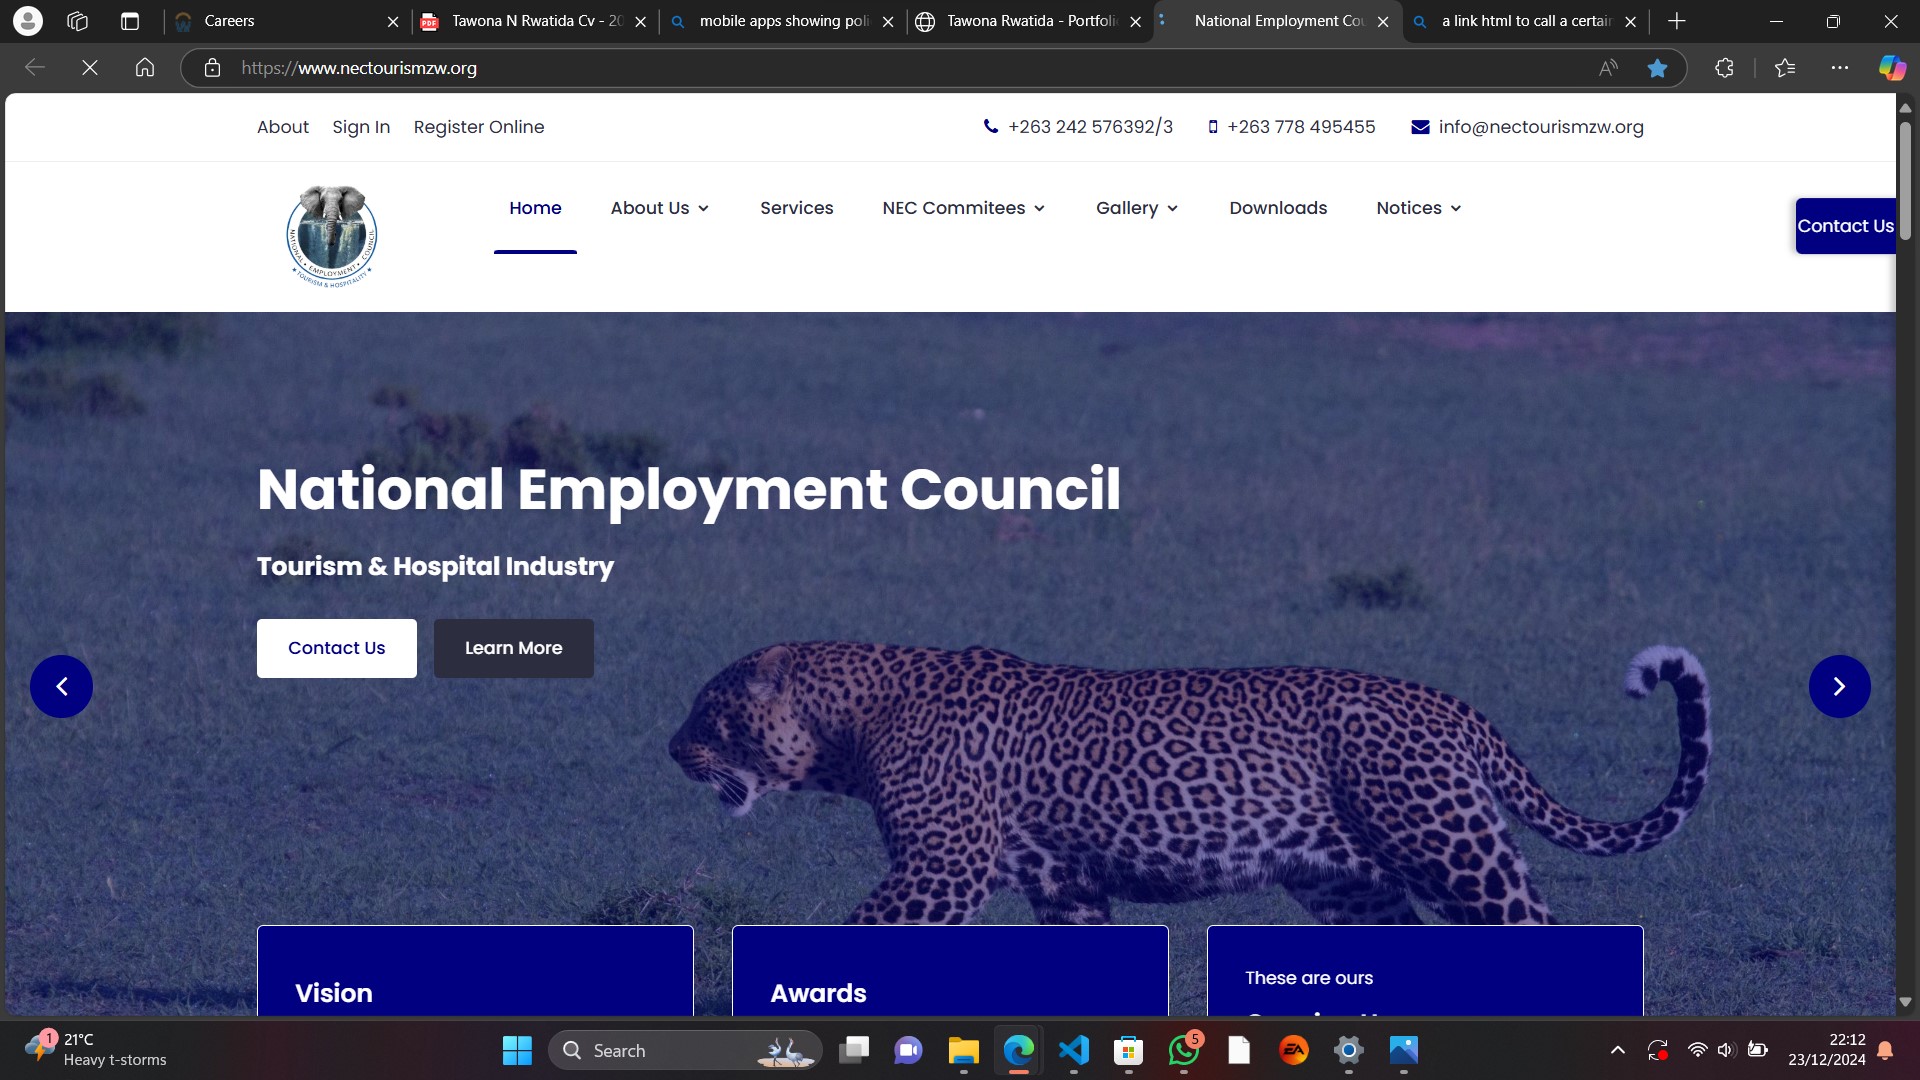 Careers
Tawona N Rwatida Cv - 20
mobile apps showing poli
Tawona Rwatida - Portfoli
National Employment Cou
a link html to call a certain
https://www.nectourismzw.org
About Sign In Register Online
+263 242 576392/3 +263 778 495455 info@nectourismzw.org
NATIONAL • EMPLOYMENT • COUNCIL
TOURISM & HOSPITALITY
Home About Us Services NEC Commitees Gallery Downloads Notices
Contact Us
National Employment Council
Tourism & Hospital Industry
Contact Us Learn More
Vision
Awards
These are ours
1
21°C
Heavy t-storms
Search
5
EA
22:12
23/12/2024